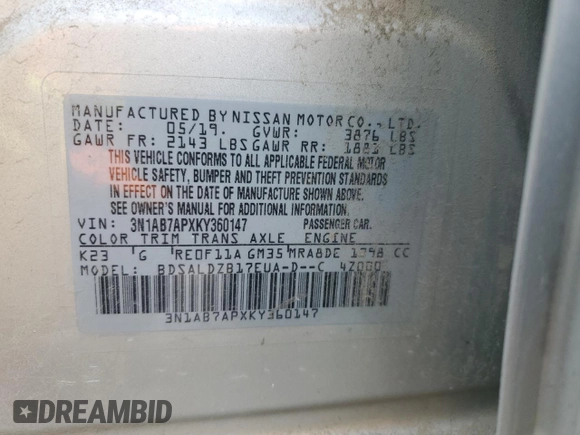 MANUFACTURED BY NISSAN MOTOR CO., LTD.
DATE: 05/19. GVWR: 3876 LBS
GAWR FR: 2143 LBS GAWR RR: 1883 LBS
THIS VEHICLE CONFORMS TO ALL APPLICABLE FEDERAL MOTOR
VEHICLE SAFETY, BUMPER AND THEFT PREVENTION STANDARDS
IN EFFECT ON THE DATE OF MANUFACTURE SHOWN ABOVE.
SEE OWNER'S MANUAL FOR ADDITIONAL INFORMATION.
VIN: 3N1AB7APXKY360147 PASSENGER CAR.
COLOR TRIM TRANS AXLE ENGINE
K23 G RE0F11A GM35 MRA8DE 1798 CC
MODEL: BDSALDZB17EUA-D--C 4Z000
3N1AB7APXKY360147
DREAMBID